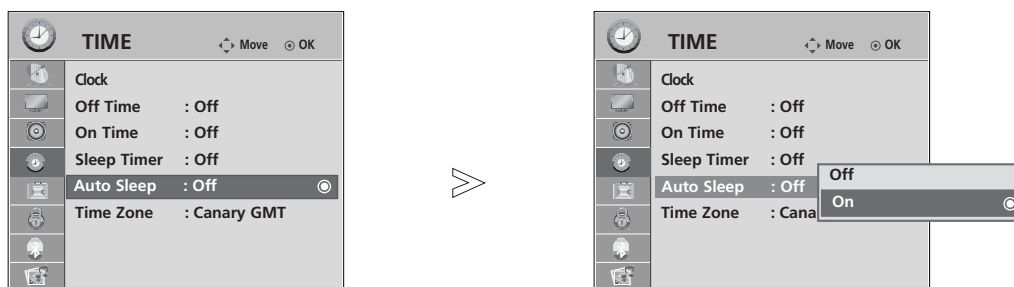 TIME Move OK
Clock
Off Time : Off
On Time : Off
Sleep Timer : Off
Auto Sleep : Off
Time Zone : Canary GMT
TIME Move OK
Clock
Off Time : Off
On Time : Off
Sleep Timer : Off
Auto Sleep : Off
Time Zone : Cana
Off
On